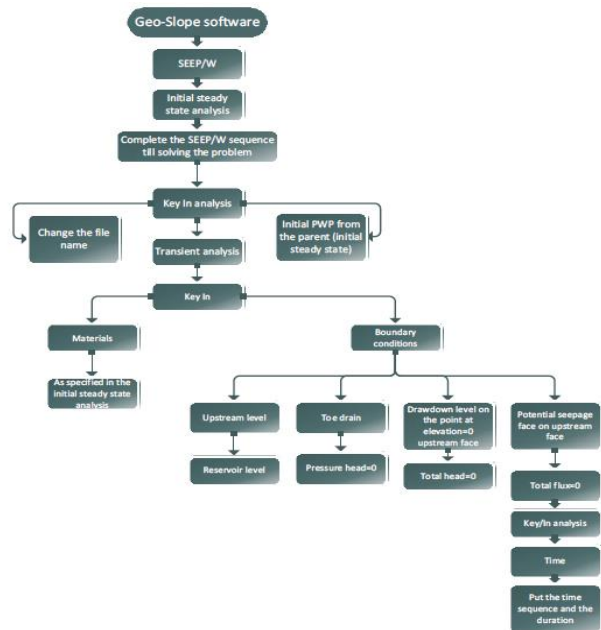 Geo-Slope software
SEEP/W
Initial steady
state analysis
Complete the SEEP/W sequence
till solving the problem
Key In analysis
Change the file
name
Initial PWP from
the parent (initial
steady state)
Transient analysis
Key In
Materials
Boundary
conditions
As specified in the
initial steady state
analysis
Upstream level
Toe drain
Drawdown level on
the point at
elevation=0
upstream face
Potential seepage
face on upstream
face
Reservoir level
Pressure head=0
Total head=0
Total flux=0
Key/In analysis
Time
Put the time
sequence and the
duration